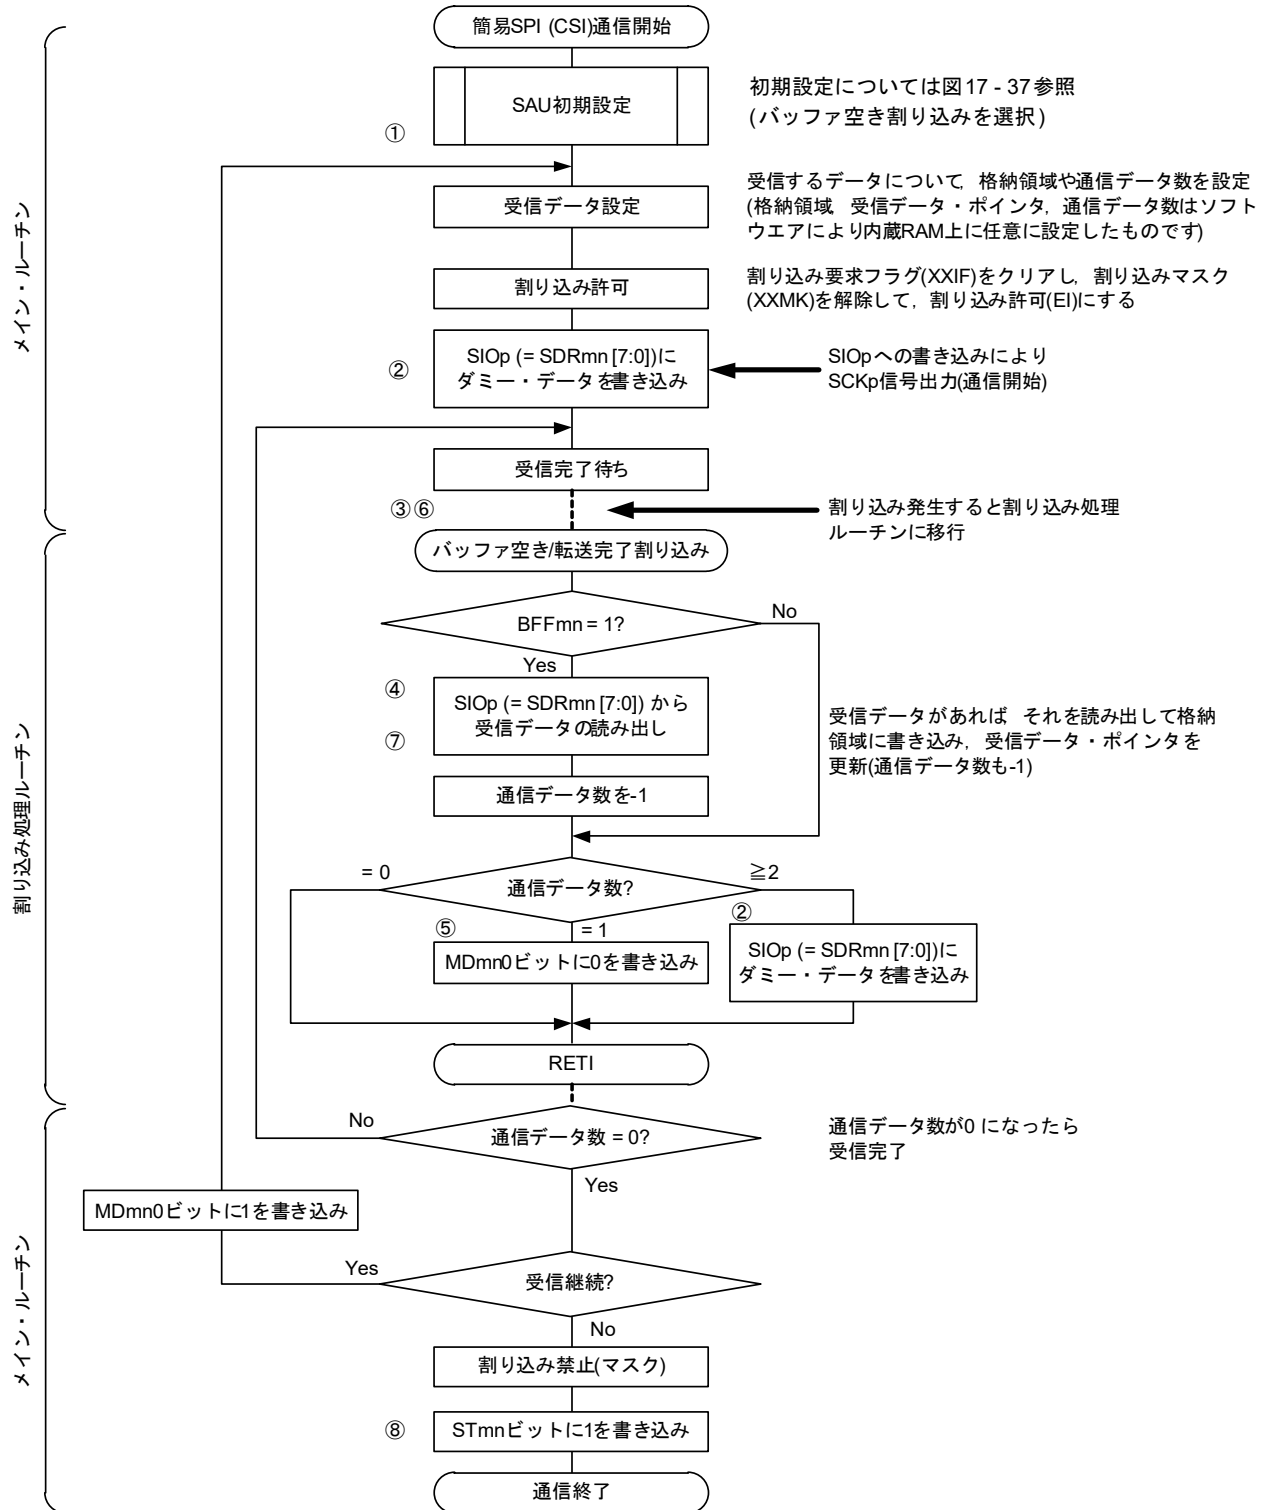 簡易SPI (CSI)通信開始
SAU初期設定
初期設定については図17 - 37参照
(バッファ空き割り込みを選択)
①
受信データ設定
受信するデータについて，格納領域や通信データ数を設定
(格納領域，受信データ・ポインタ，通信データ数はソフト
ウエアにより内蔵RAM上に任意に設定したものです)
メイン・ルーチン
割り込み許可
割り込み要求フラグ(XXIF)をクリアし，割り込みマスク
(XXMK)を解除して，割り込み許可(EI)にする
②
SIOp (= SDRmn [7:0])に
ダミー・データを書き込み
SIOpへの書き込みにより
SCKp信号出力(通信開始)
受信完了待ち
③⑥
割り込み発生すると割り込み処理
ルーチンに移行
バッファ空き/転送完了割り込み
BFFmn = 1?
No
Yes
④
SIOp (= SDRmn [7:0]) から
受信データの読み出し
⑦
受信データがあれば，それを読み出して格納
領域に書き込み，受信データ・ポインタを
更新(通信データ数も-1)
通信データ数を-1
割り込み処理ルーチン
= 0
通信データ数?
≧2
⑤
= 1
②
MDmn0ビットに0を書き込み
SIOp (= SDRmn [7:0])に
ダミー・データを書き込み
RETI
No
通信データ数 = 0?
通信データ数が0 になったら
受信完了
Yes
MDmn0ビットに1を書き込み
メイン・ルーチン
Yes
受信継続?
No
割り込み禁止(マスク)
⑧
STmnビットに1を書き込み
通信終了